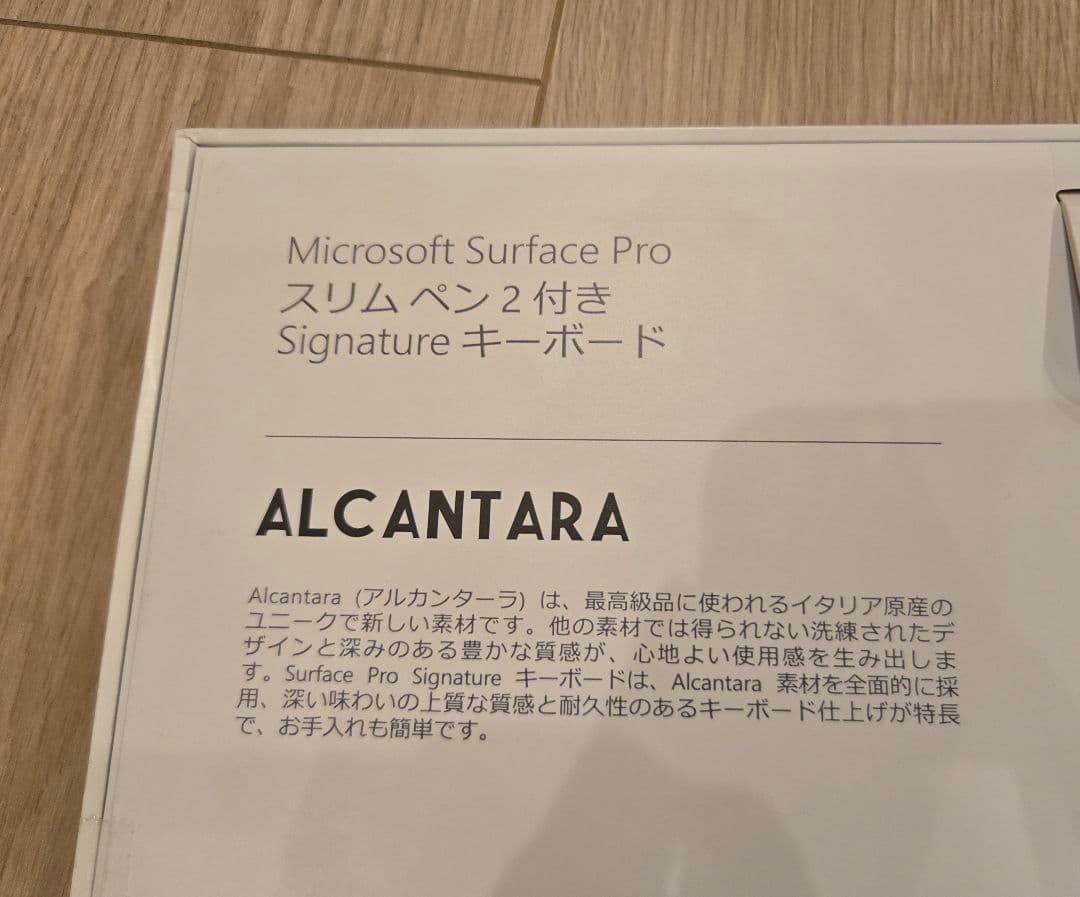 Microsoft Surface Pro
スリム ペン 2 付き
Signature キーボード
ALCANTARA
Alcantara (アルカンターラ) は、最高級品に使われるイタリア原産の
ユニークで新しい素材です。他の素材では得られない洗練されたデ
ザインと深みのある豊かな質感が、心地よい使用感を生み出しま
す。Surface Pro Signature キーボードは、Alcantara 素材を全面的に採
用、深い味わいの上質な質感と耐久性のあるキーボード仕上げが特長
で、お手入れも簡単です。